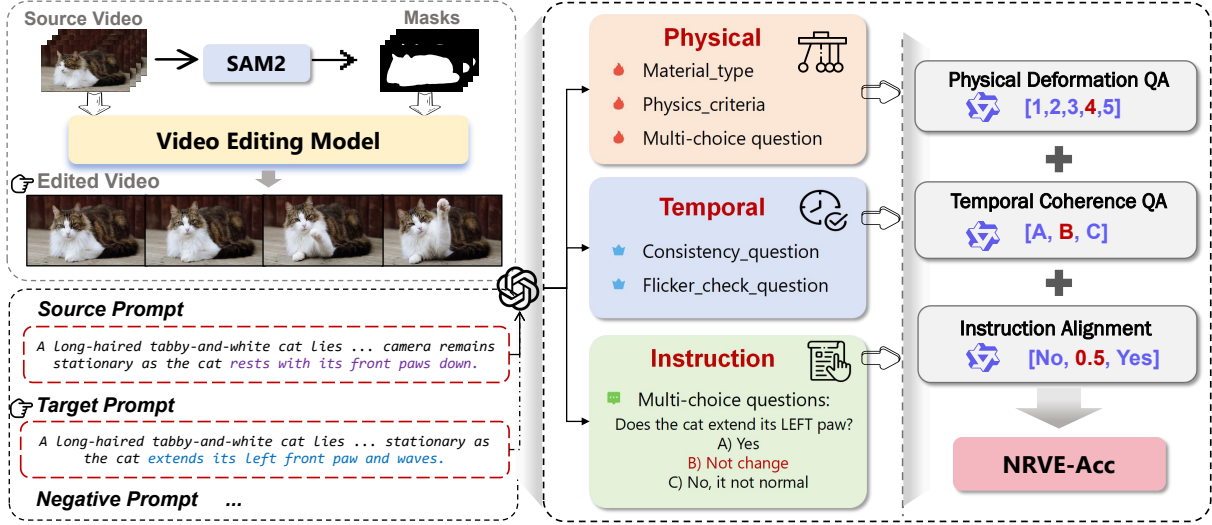 Source Video
Masks
SAM2
Video Editing Model
Edited Video
Source Prompt
A long-haired tabby-and-white cat lies ... camera remains
stationary as the cat rests with its front paws down.
Target Prompt
A long-haired tabby-and-white cat lies ... stationary as
the cat extends its left front paw and waves.
Negative Prompt ...
Physical
Material_type
Physics_criteria
Multi-choice question
Temporal
Consistency_question
Flicker_check_question
Instruction
Multi-choice questions:
Does the cat extend its LEFT paw?
A) Yes
B) Not change
C) No, it not normal
Physical Deformation QA
[1,2,3,4,5]
Temporal Coherence QA
[A, B, C]
Instruction Alignment
[No, 0.5, Yes]
NRVE-Acc